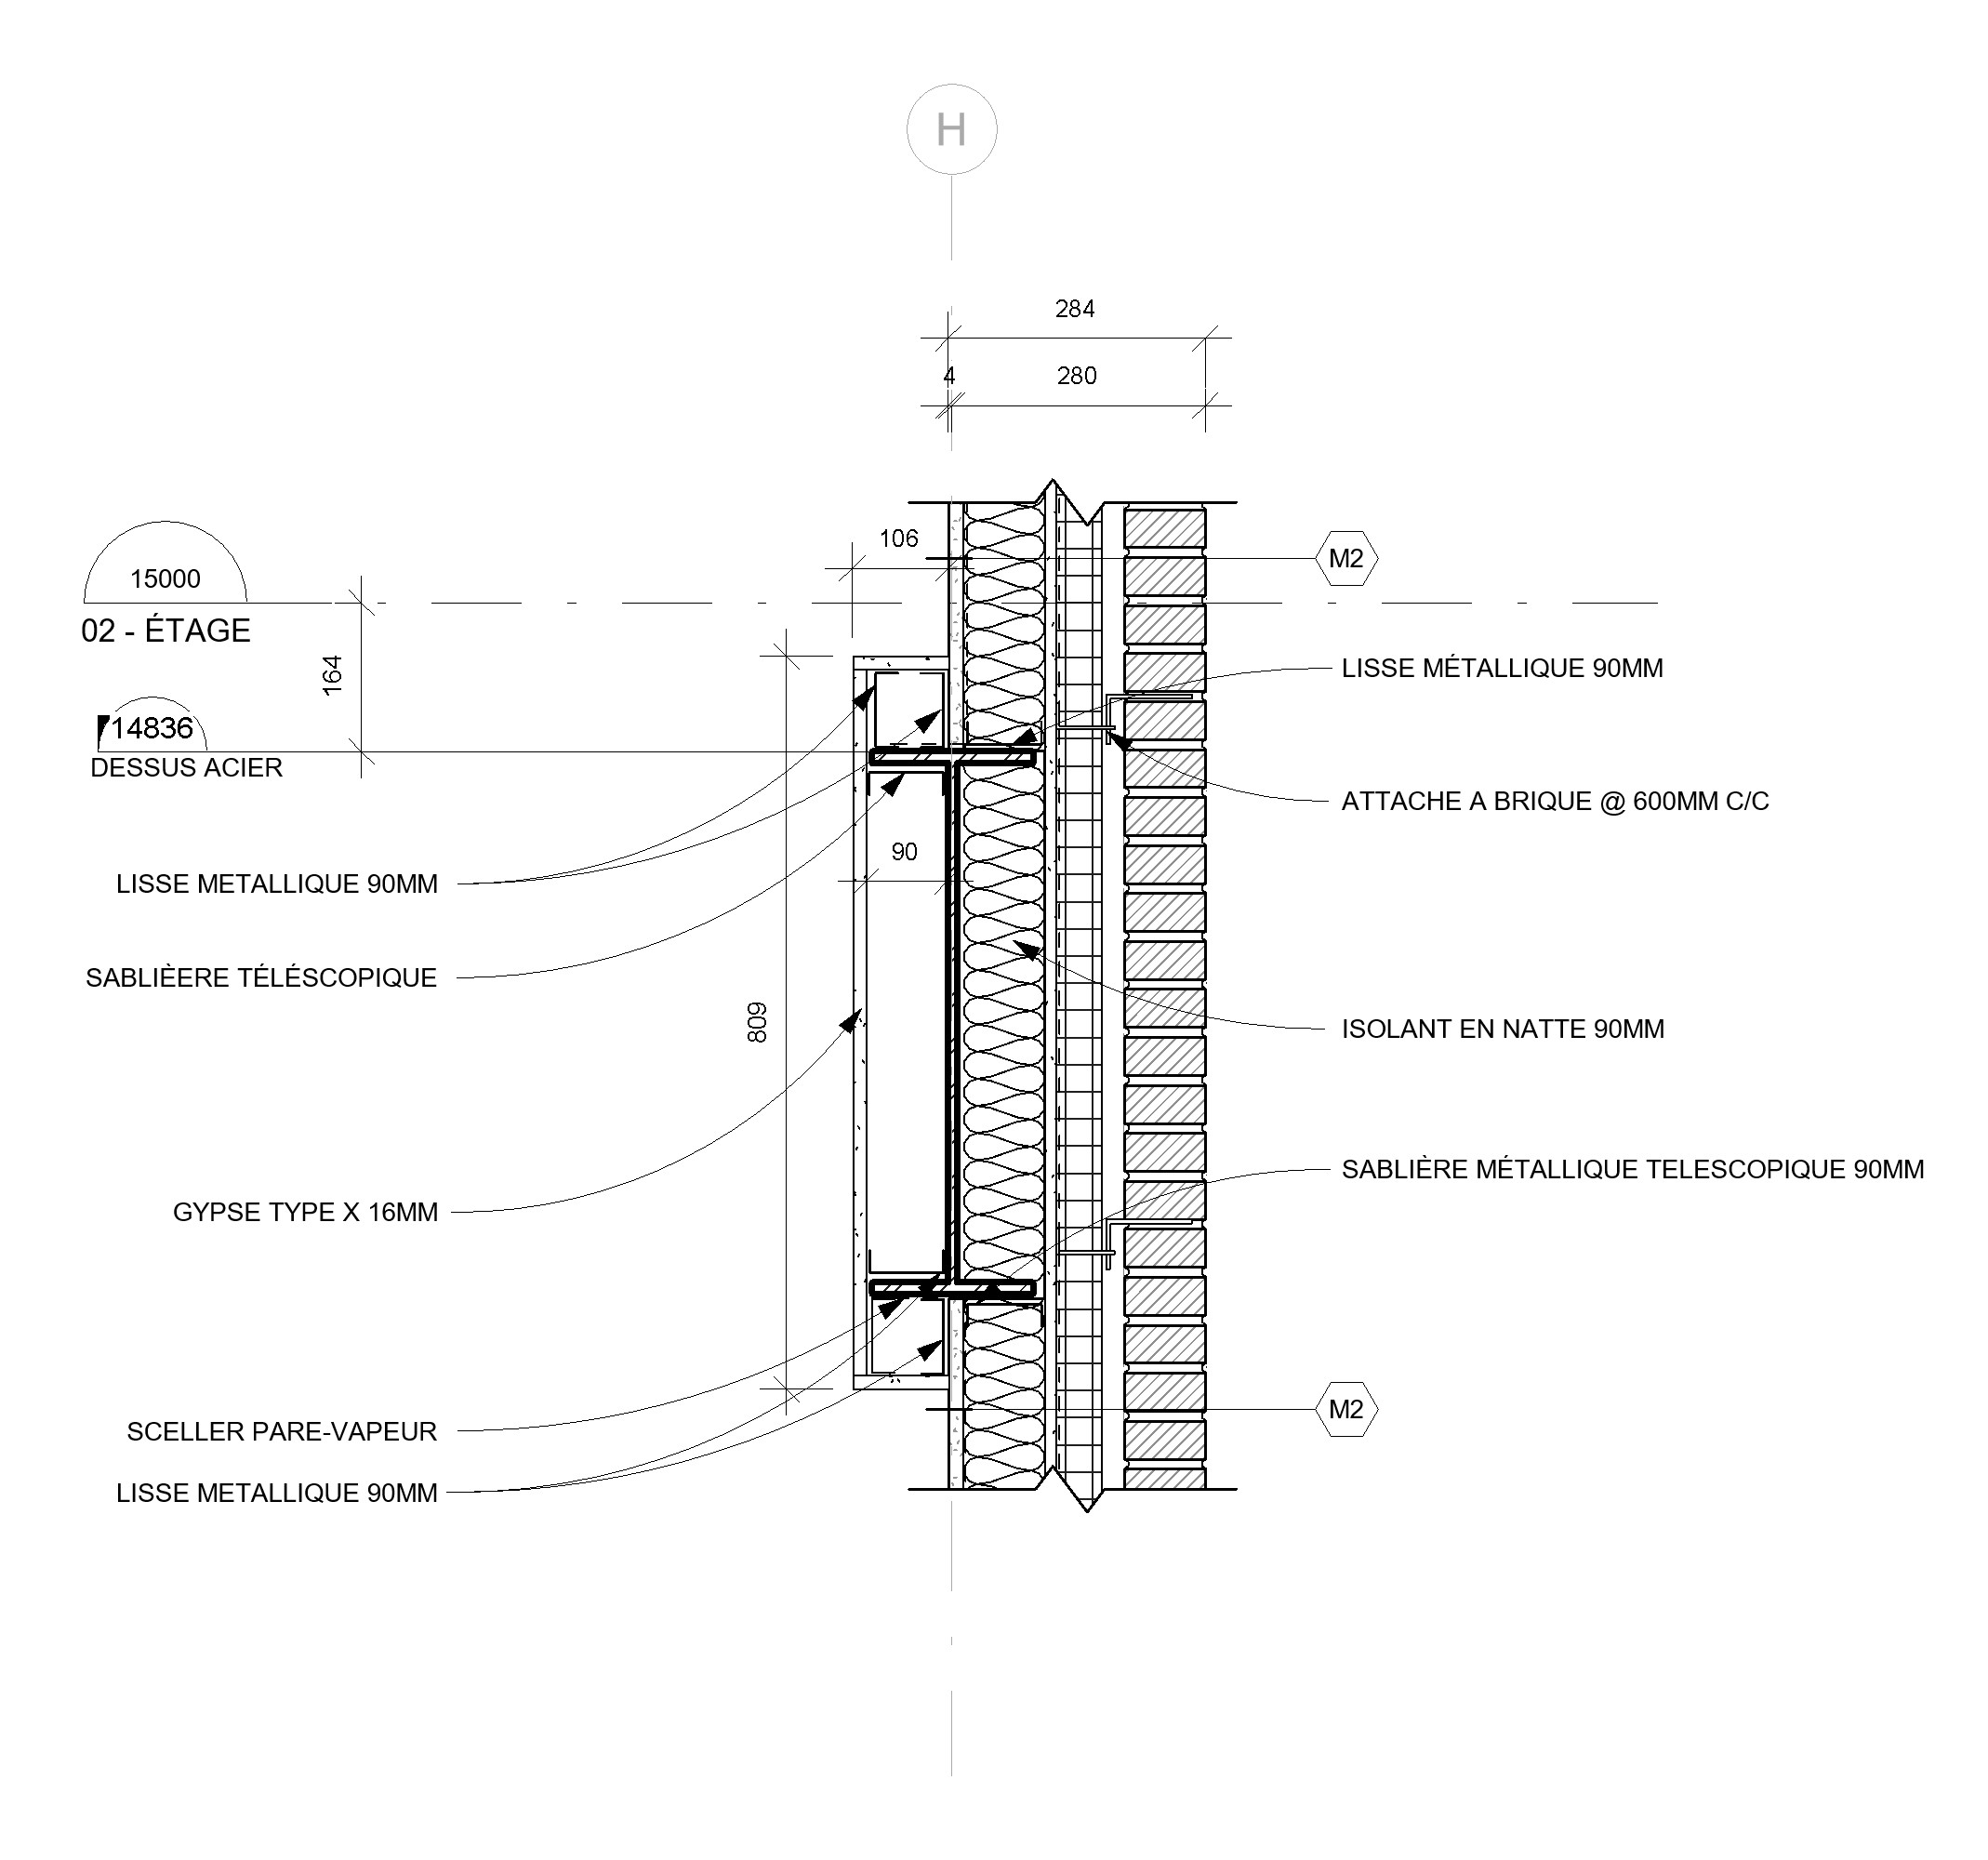 H
284
4
280
106
M2
15000
02 - ÉTAGE
164
14836
DESSUS ACIER
LISSE MÉTALLIQUE 90MM
ATTACHE A BRIQUE @ 600MM C/C
90
LISSE METALLIQUE 90MM
SABLIÈERE TÉLÉSCOPIQUE
809
ISOLANT EN NATTE 90MM
SABLIÈRE MÉTALLIQUE TELESCOPIQUE 90MM
GYPSE TYPE X 16MM
M2
SCELLER PARE-VAPEUR
LISSE METALLIQUE 90MM